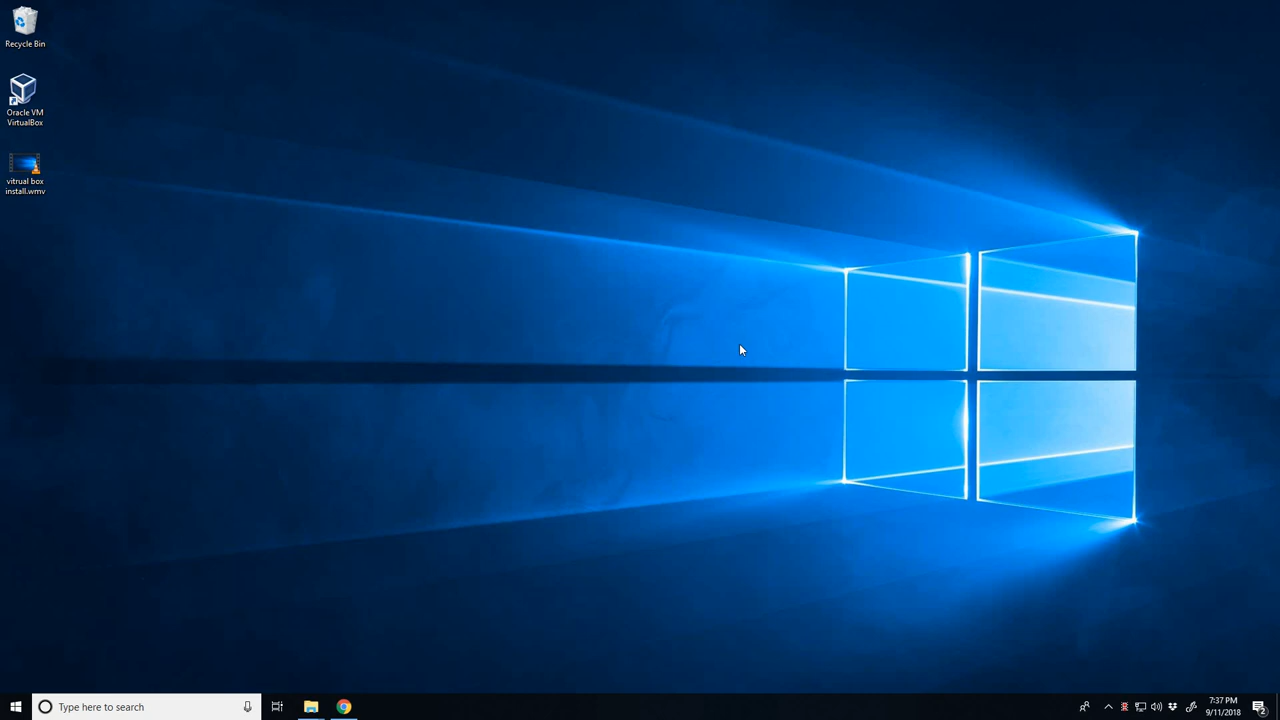 Recycle Bin
Oracle VM
VirtualBox
vitrual box
install.wmv
Type here to search
7:37 PM
9/11/2018
2